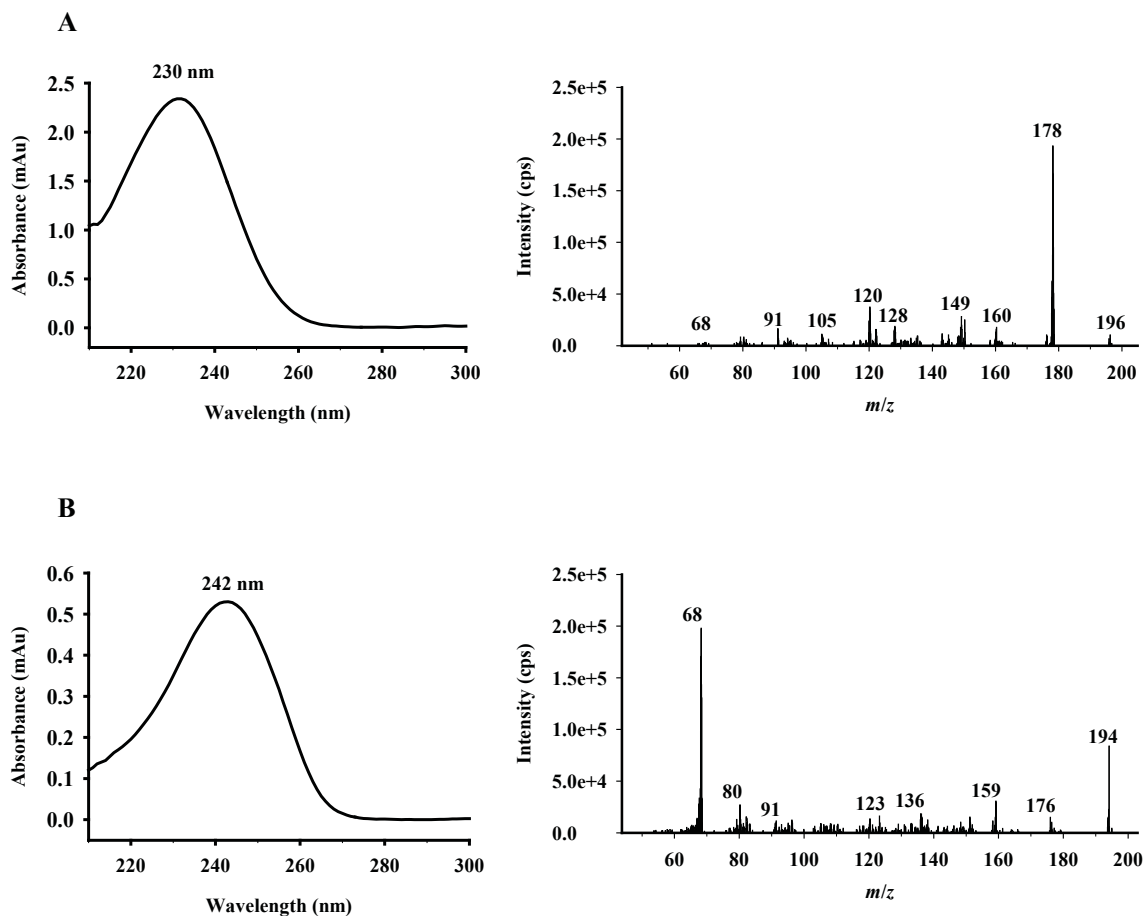 A
230 nm
Absorbance (mAu)
2.5
2.0
1.5
1.0
0.5
0.0
220 240 260 280 300
Wavelength (nm)
Intensity (cps)
2.5e+5
2.0e+5
1.5e+5
1.0e+5
5.0e+4
0.0
68 91 105 120 128 149 160 178 196
60 80 100 120 140 160 180 200
m/z
B
242 nm
Absorbance (mAu)
0.6
0.5
0.4
0.3
0.2
0.1
0.0
220 240 260 280 300
Wavelength (nm)
Intensity (cps)
2.5e+5
2.0e+5
1.5e+5
1.0e+5
5.0e+4
0.0
68 80 91 123 136 159 176 194
60 80 100 120 140 160 180 200
m/z